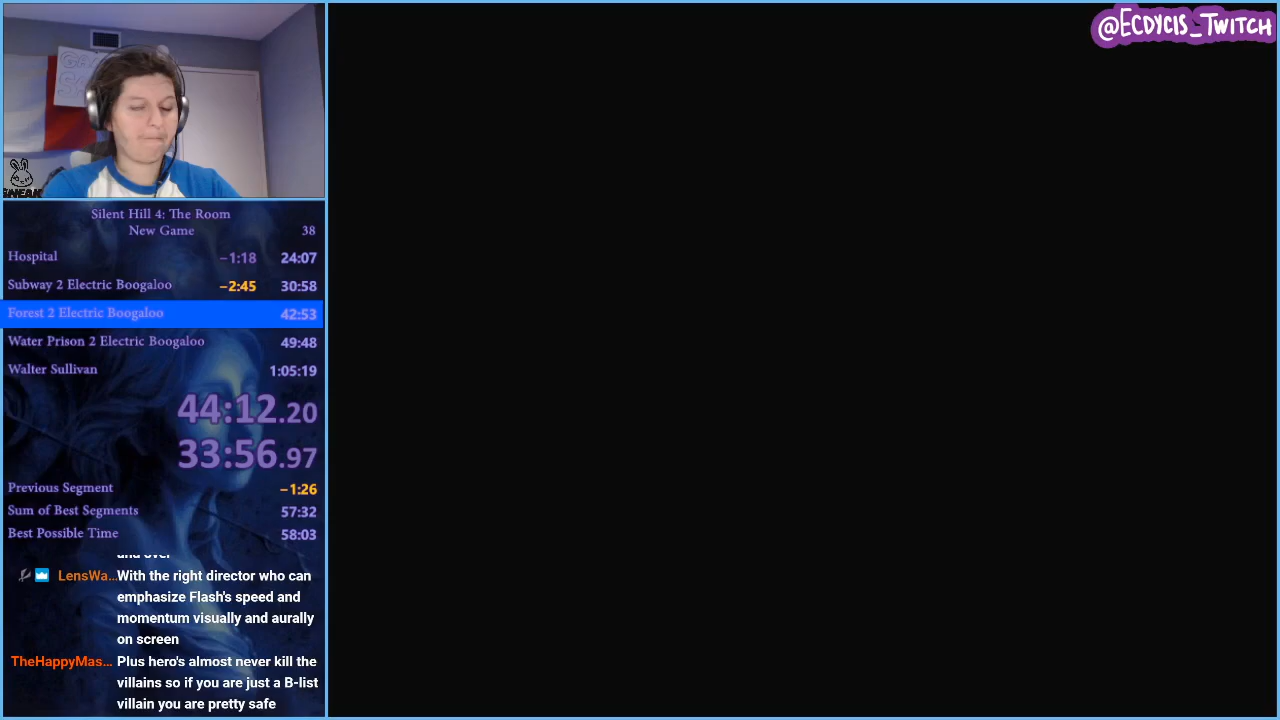 @ECDYCIS_TWITCH
Silent Hill 4: The Room
New Game 38
Hospital −1:18 24:07
Subway 2 Electric Boogaloo −2:45 30:58
Forest 2 Electric Boogaloo 42:53
Water Prison 2 Electric Boogaloo 49:48
Walter Sullivan 1:05:19
44:12.20
33:56.97
Previous Segment −1:26
Sum of Best Segments 57:32
Best Possible Time 58:03
and over
LensWa... With the right director who can
emphasize Flash's speed and
momentum visually and aurally
on screen
TheHappyMas... Plus hero's almost never kill the
villains so if you are just a B-list
villain you are pretty safe